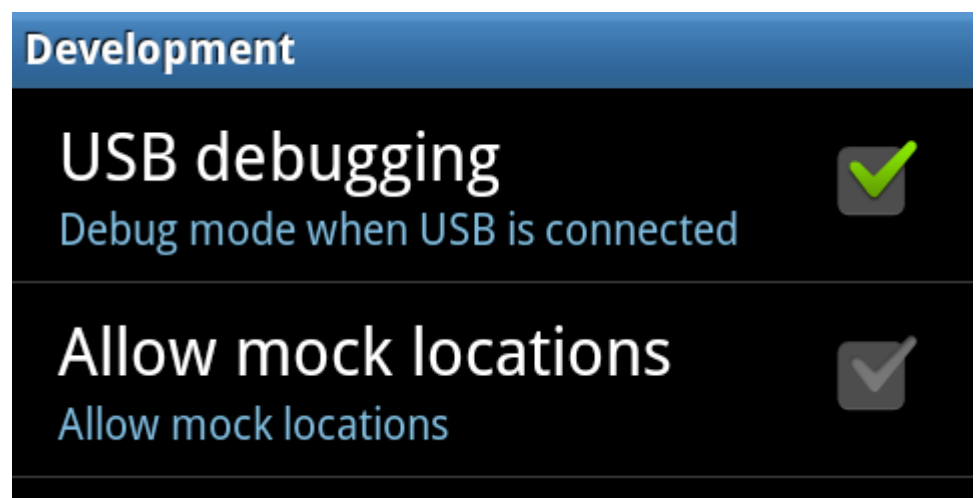 Development
USB debugging
Debug mode when USB is connected
Allow mock locations
Allow mock locations